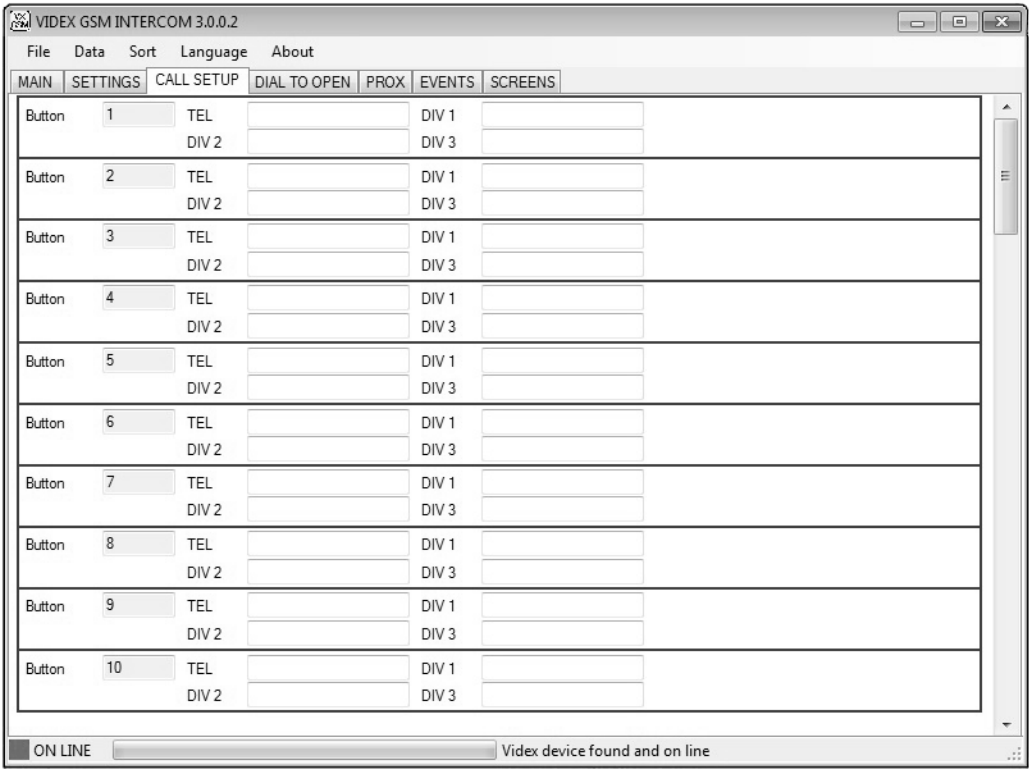 VIDEX GSM INTERCOM 3.0.0.2
File Data Sort Language About
MAIN SETTINGS CALL SETUP DIAL TO OPEN PROX EVENTS SCREENS
Button 1 TEL DIV 1
DIV 2 DIV 3
Button 2 TEL DIV 1
DIV 2 DIV 3
Button 3 TEL DIV 1
DIV 2 DIV 3
Button 4 TEL DIV 1
DIV 2 DIV 3
Button 5 TEL DIV 1
DIV 2 DIV 3
Button 6 TEL DIV 1
DIV 2 DIV 3
Button 7 TEL DIV 1
DIV 2 DIV 3
Button 8 TEL DIV 1
DIV 2 DIV 3
Button 9 TEL DIV 1
DIV 2 DIV 3
Button 10 TEL DIV 1
DIV 2 DIV 3
ON LINE Videx device found and on line